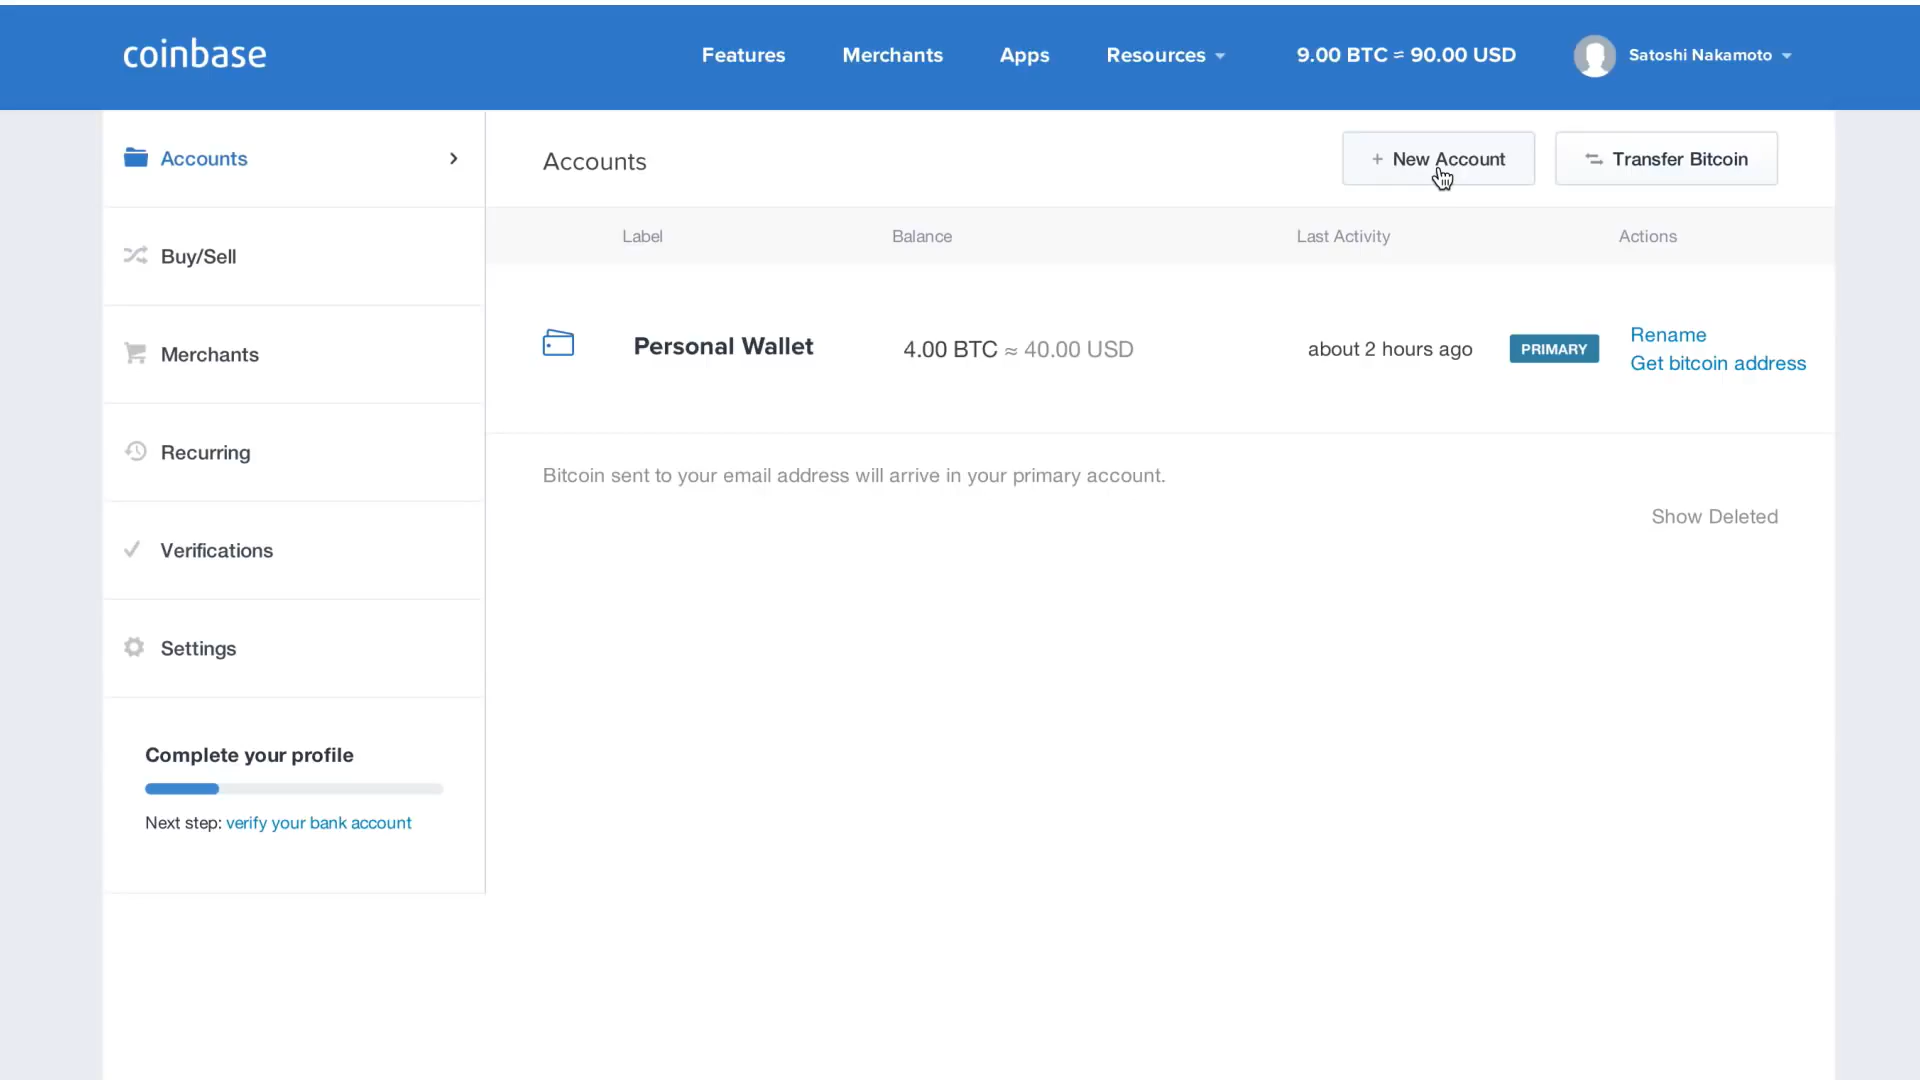 coinbase
Features Merchants Apps Resources 9.00 BTC ≈ 90.00 USD Satoshi Nakamoto
Accounts
Buy/Sell
Merchants
Recurring
Verifications
Settings
Complete your profile
Next step: verify your bank account
Accounts + New Account Transfer Bitcoin
Label Balance Last Activity Actions
Personal Wallet 4.00 BTC ≈ 40.00 USD about 2 hours ago PRIMARY Rename
Get bitcoin address
Bitcoin sent to your email address will arrive in your primary account.
Show Deleted